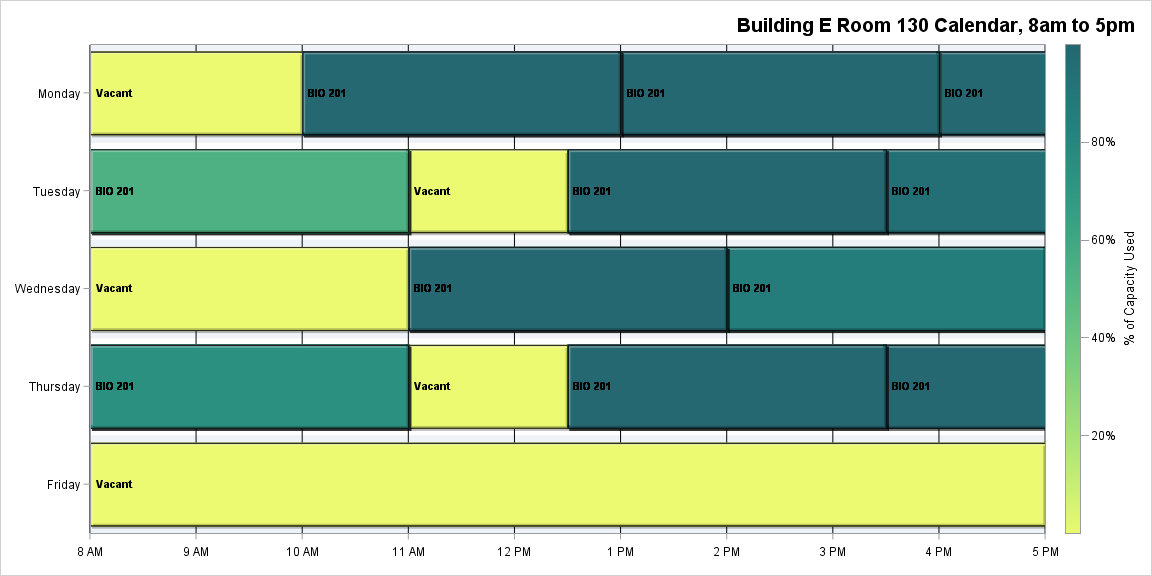 Building E Room 130 Calendar, 8am to 5pm
Monday
Vacant
BIO 201
BIO 201
BIO 201
Tuesday
BIO 201
Vacant
BIO 201
BIO 201
Wednesday
Vacant
BIO 201
BIO 201
Thursday
BIO 201
Vacant
BIO 201
BIO 201
Friday
Vacant
8 AM
9 AM
10 AM
11 AM
12 PM
1 PM
2 PM
3 PM
4 PM
5 PM
80%
60%
40%
20%
% of Capacity Used